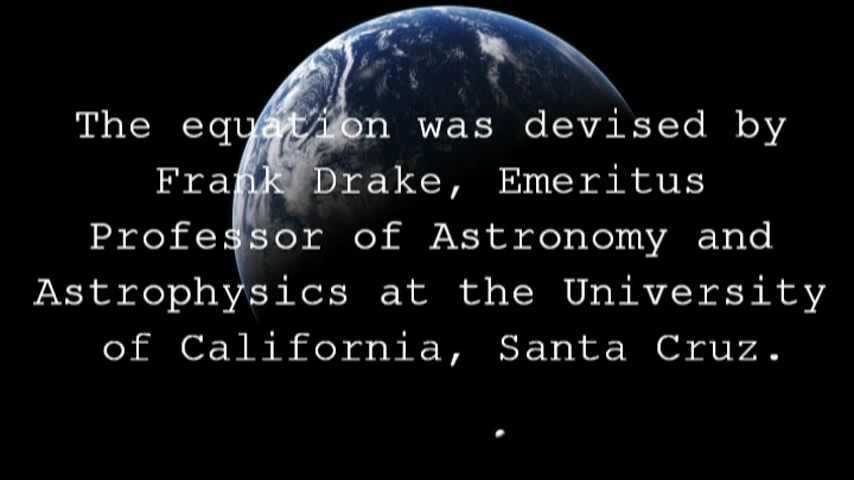 The equation was devised by
Frank Drake, Emeritus
Professor of Astronomy and
Astrophysics at the University
of California, Santa Cruz.